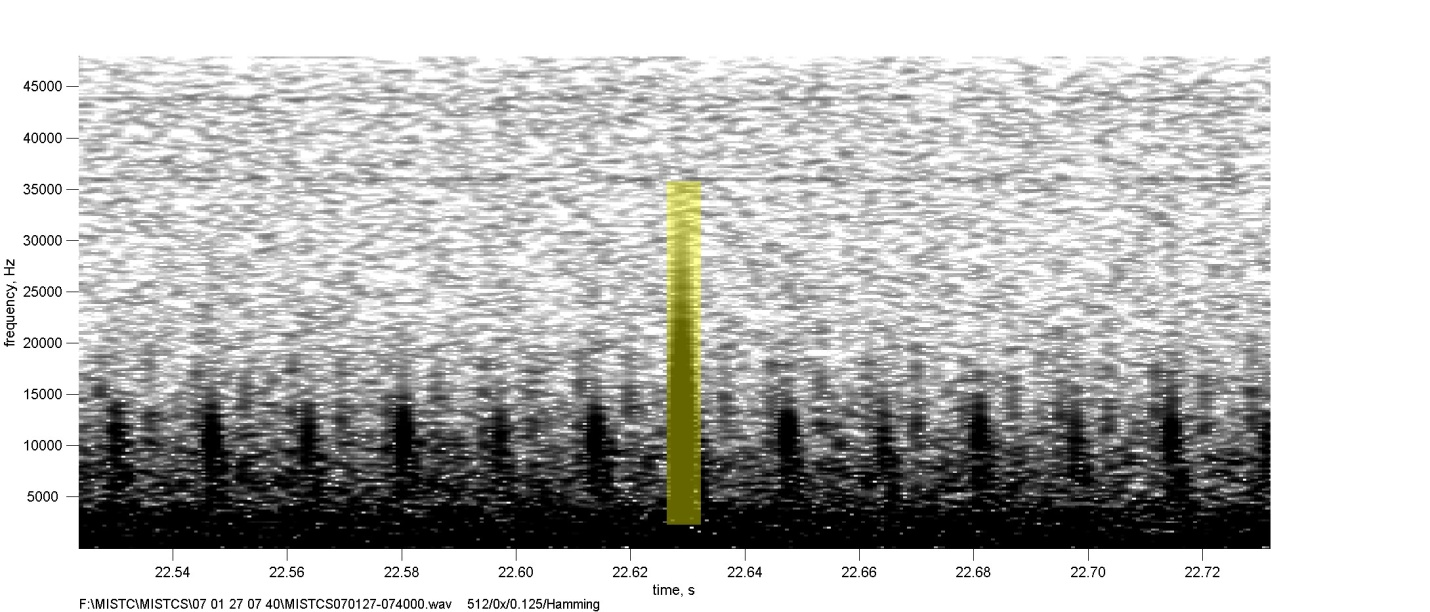 45000
40000
35000
30000
25000
20000
15000
10000
5000
frequency, Hz
22.54 22.56 22.58 22.60 22.62 22.64 22.66 22.68 22.70 22.72
time, s
F:\MISTC\MISTCS\07 01 27 07 40\MISTCS070127-074000.wav 512/0x/0.125/Hamming